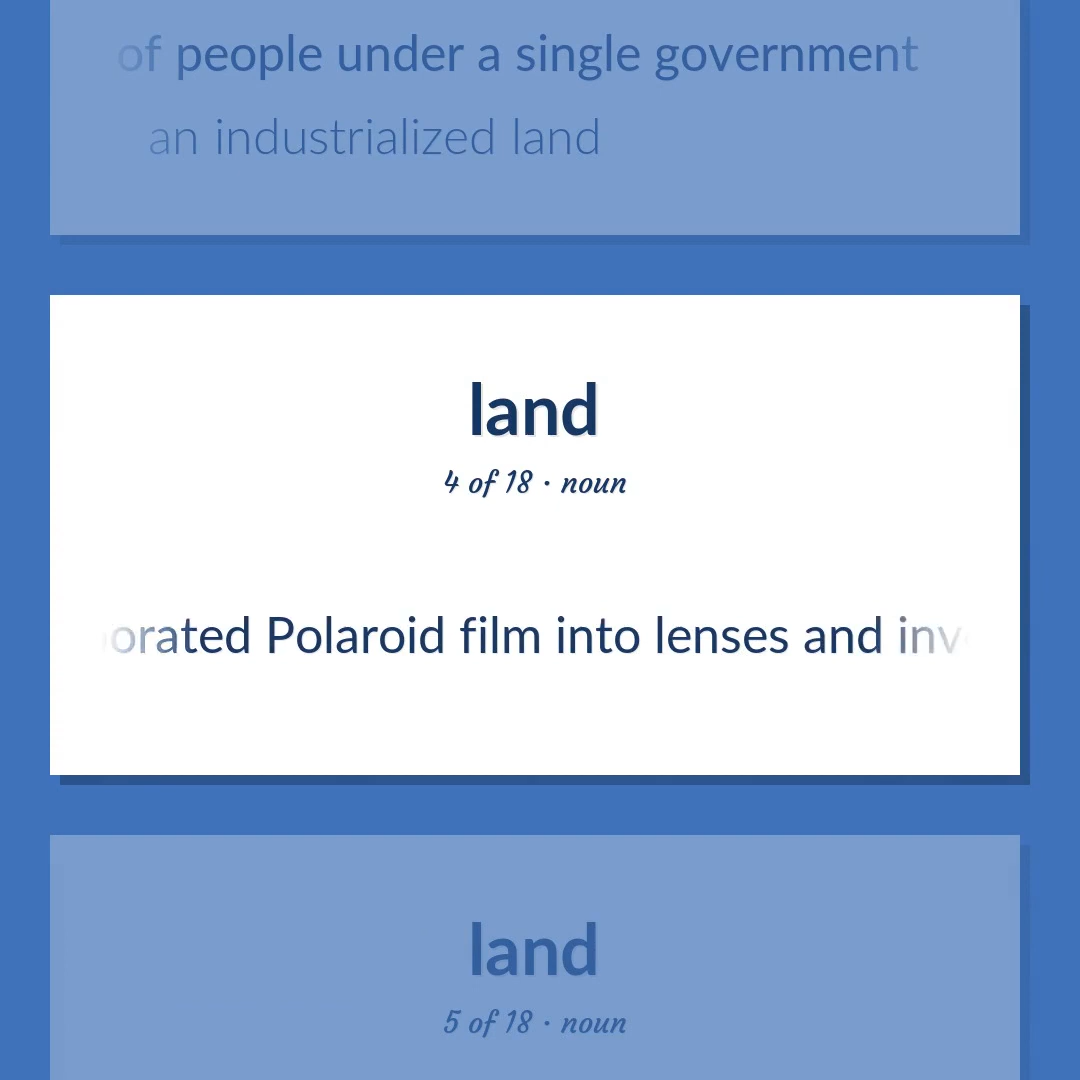 of people under a single government
an industrialized land
land
4 of 18 · noun
orated Polaroid film into lenses and inv
land
5 of 18 · noun